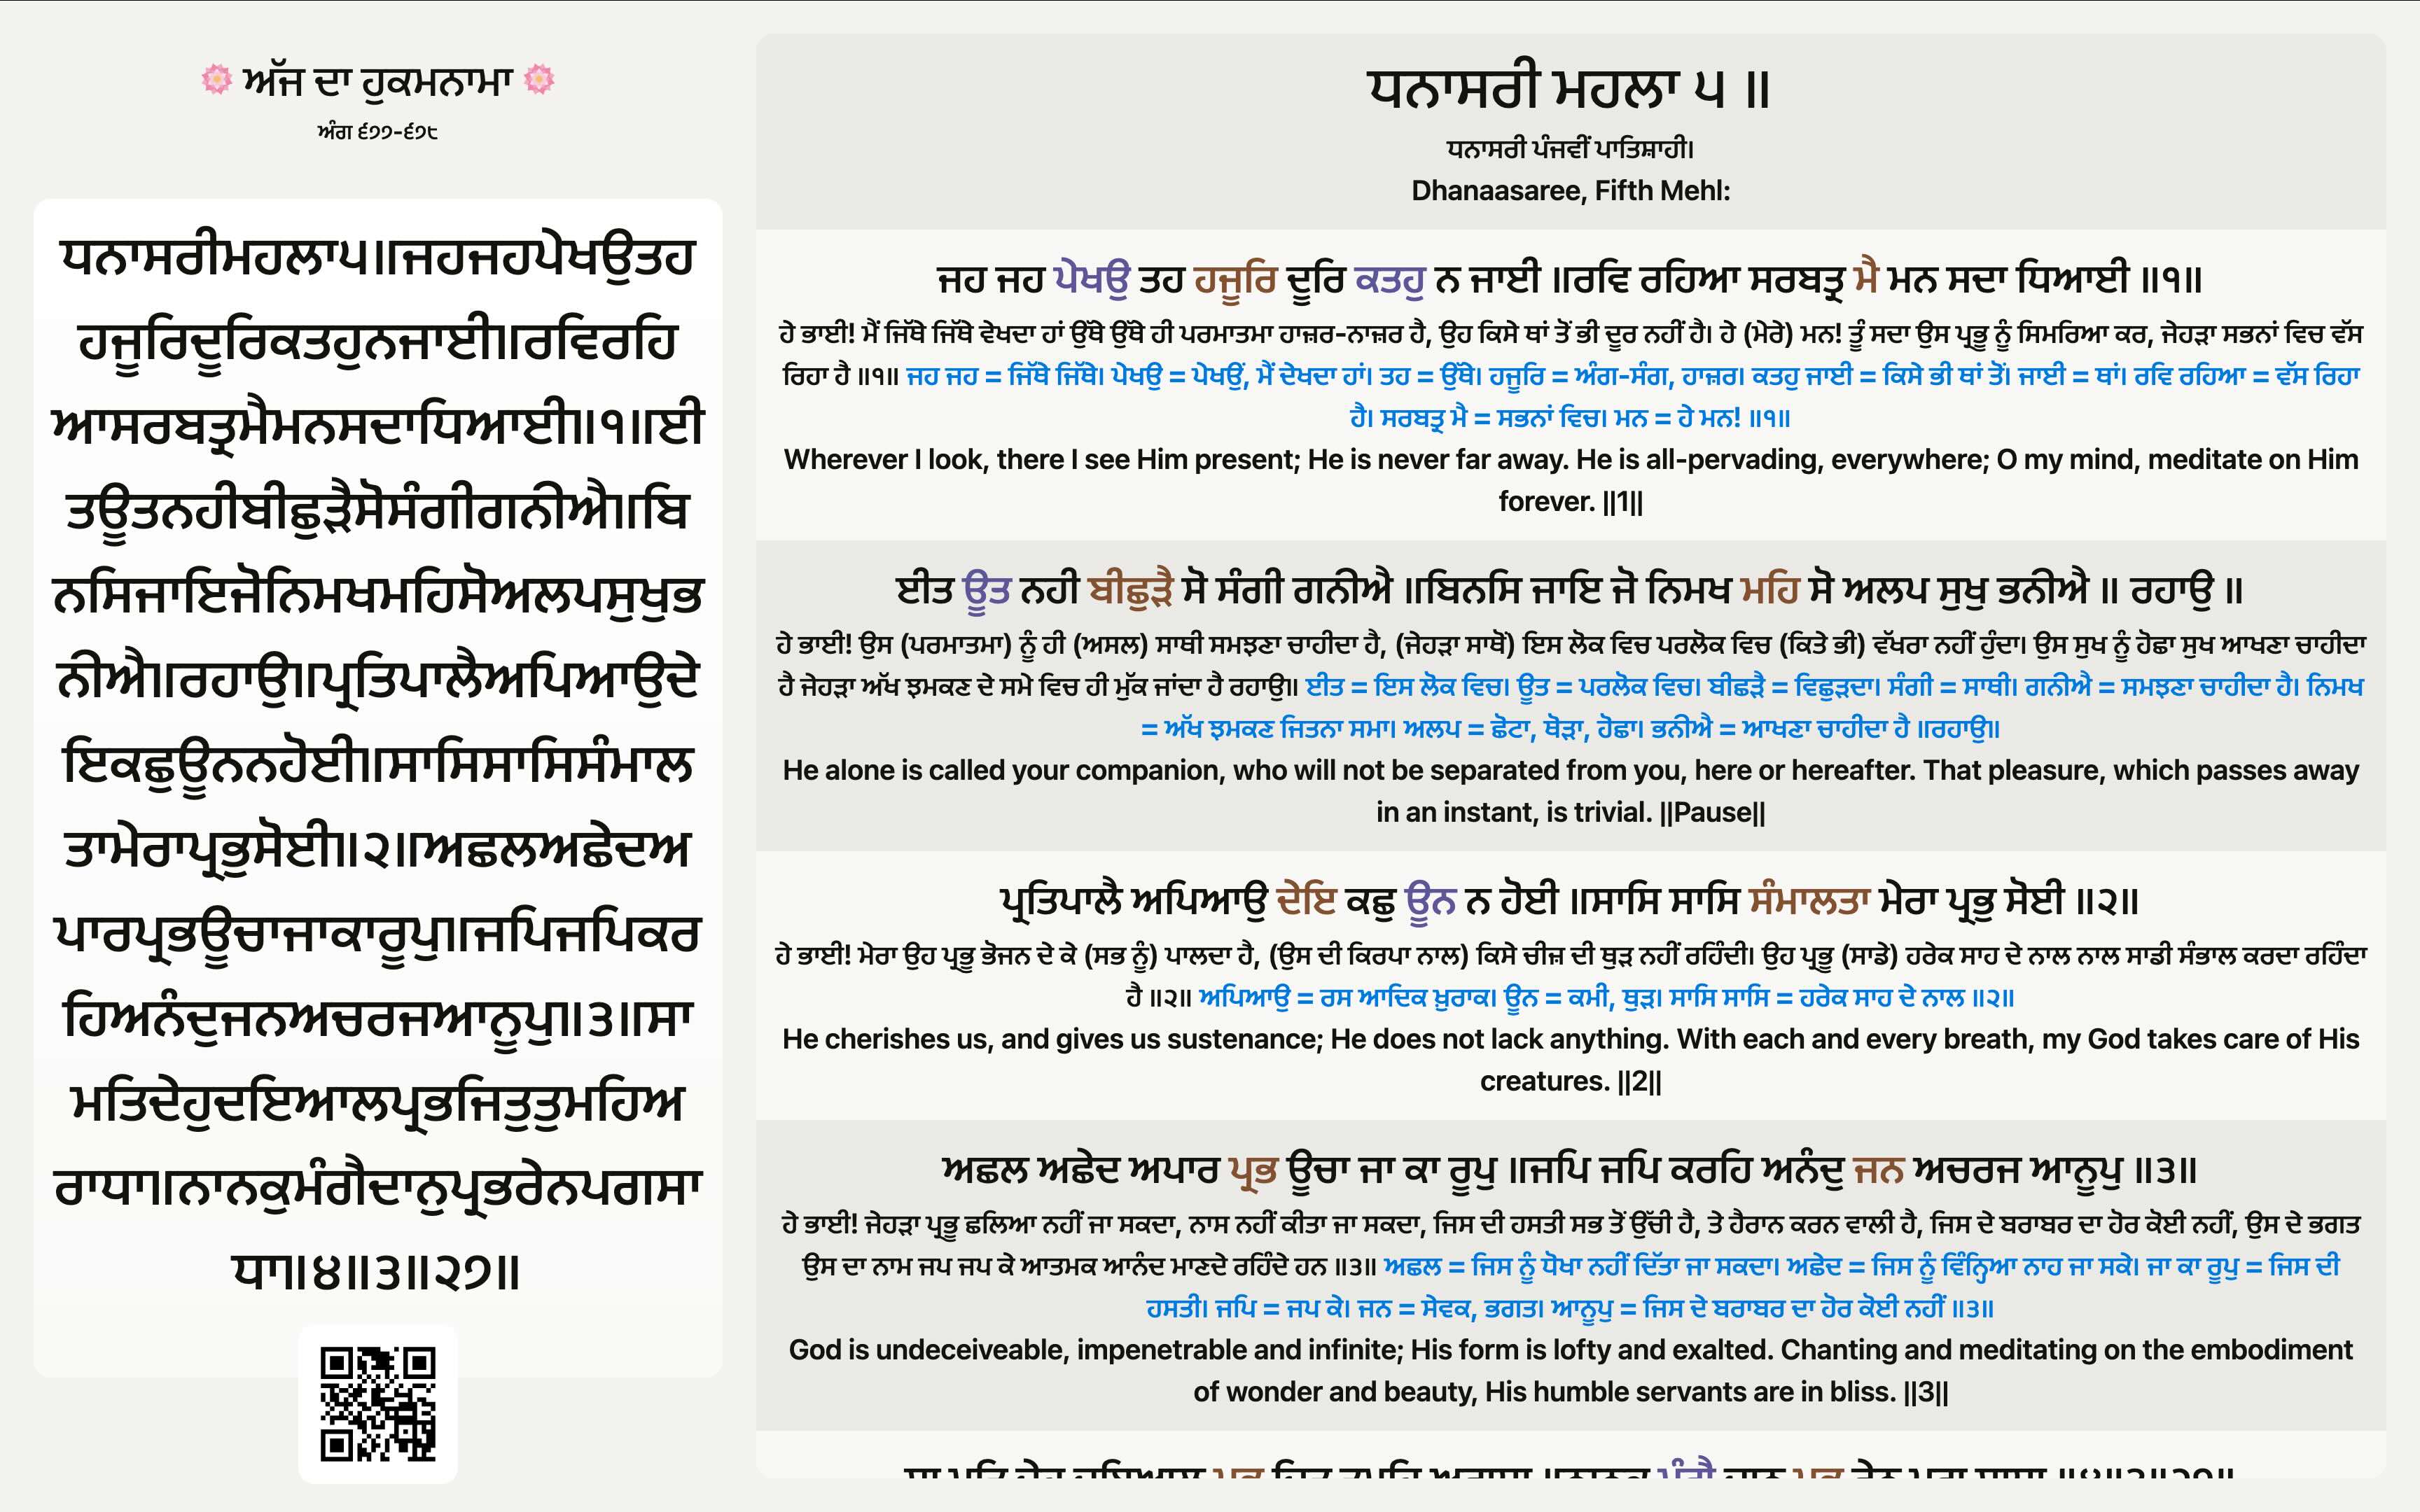 ਅੱਜ ਦਾ ਹੁਕਮਨਾਮਾ
ਅੰਗ ੬੭੭-੬੭੮
ਧਨਾਸਰੀਮਹਲਾ੫॥ਜਹਜਹਪੇਖਉਤਹ
ਹਜੂਰਿਦੂਰਿਕਤਹੁਨਜਾਈ॥ਰਵਿਰਹਿ
ਆਸਰਬਤ੍ਰਮੈਮਨਸਦਾਧਿਆਈ॥੧॥ਈ
ਤਊਤਨਹੀਬੀਛੁੜੈਸੋਸੰਗੀਗਨੀਐ॥ਬਿ
ਨਸਿਜਾਇਜੋਨਿਮਖਮਹਿਸੋਅਲਪਸੁਖੁਭ
ਨੀਐ॥ਰਹਾਉ॥ਪ੍ਰਤਿਪਾਲੈਅਪਿਆਉਦੇ
ਇਕਛੁਊਨਨਹੋਈ॥ਸਾਸਿਸਾਸਿਸੰਮਾਲ
ਤਾਮੇਰਾਪ੍ਰਭੁਸੋਈ॥੨॥ਅਛਲਅਛੇਦਅ
ਪਾਰਪ੍ਰਭਊਚਾਜਾਕਾਰੂਪੁ॥ਜਪਿਜਪਿਕਰ
ਹਿਅਨੰਦੁਜਨਅਚਰਜਆਨੂਪੁ॥੩॥ਸਾ
ਮਤਿਦੇਹੁਦਇਆਲਪ੍ਰਭਜਿਤੁਤੁਮਹਿਅ
ਰਾਧਾ॥ਨਾਨਕੁਮੰਗੈਦਾਨੁਪ੍ਰਭਰੇਨਪਗਸਾ
ਧਾ॥੪॥੩॥੨੭॥
ਧਨਾਸਰੀ ਮਹਲਾ ੫ ॥
ਧਨਾਸਰੀ ਪੰਜਵੀਂ ਪਾਤਿਸ਼ਾਹੀ।
Dhanaasaree, Fifth Mehl:
ਜਹ ਜਹ ਪੇਖਉ ਤਹ ਹਜੂਰਿ ਦੂਰਿ ਕਤਹੁ ਨ ਜਾਈ ॥ਰਵਿ ਰਹਿਆ ਸਰਬਤ੍ਰ ਮੈ ਮਨ ਸਦਾ ਧਿਆਈ ॥੧॥
ਹੇ ਭਾਈ! ਮੈਂ ਜਿੱਥੇ ਜਿੱਥੇ ਵੇਖਦਾ ਹਾਂ ਉੱਥੇ ਉੱਥੇ ਹੀ ਪਰਮਾਤਮਾ ਹਾਜ਼ਰ-ਨਾਜ਼ਰ ਹੈ, ਉਹ ਕਿਸੇ ਥਾਂ ਤੋਂ ਭੀ ਦੂਰ ਨਹੀਂ ਹੈ। ਹੇ (ਮੇਰੇ) ਮਨ! ਤੂੰ ਸਦਾ ਉਸ ਪ੍ਰਭੂ ਨੂੰ ਸਿਮਰਿਆ ਕਰ, ਜੇਹੜਾ ਸਭਨਾਂ ਵਿਚ ਵੱਸ
ਰਿਹਾ ਹੈ ॥੧॥ ਜਹ ਜਹ = ਜਿੱਥੇ ਜਿੱਥੇ। ਪੇਖਉ = ਪੇਖਉਂ, ਮੈਂ ਦੇਖਦਾ ਹਾਂ। ਤਹ = ਉੱਥੇ। ਹਜੂਰਿ = ਅੰਗ-ਸੰਗ, ਹਾਜ਼ਰ। ਕਤਹੁ ਜਾਈ = ਕਿਸੇ ਭੀ ਥਾਂ ਤੋਂ। ਜਾਈ = ਥਾਂ। ਰਵਿ ਰਹਿਆ = ਵੱਸ ਰਿਹਾ
ਹੈ। ਸਰਬਤ੍ਰ ਮੈ = ਸਭਨਾਂ ਵਿਚ। ਮਨ = ਹੇ ਮਨ! ॥੧॥
Wherever I look, there I see Him present; He is never far away. He is all-pervading, everywhere; O my mind, meditate on Him
forever. ||1||
ਈਤ ਊਤ ਨਹੀ ਬੀਛੁੜੈ ਸੋ ਸੰਗੀ ਗਨੀਐ ॥ਬਿਨਸਿ ਜਾਇ ਜੋ ਨਿਮਖ ਮਹਿ ਸੋ ਅਲਪ ਸੁਖੁ ਭਨੀਐ ॥ ਰਹਾਉ ॥
ਹੇ ਭਾਈ! ਉਸ (ਪਰਮਾਤਮਾ) ਨੂੰ ਹੀ (ਅਸਲ) ਸਾਥੀ ਸਮਝਣਾ ਚਾਹੀਦਾ ਹੈ, (ਜੇਹੜਾ ਸਾਥੋਂ) ਇਸ ਲੋਕ ਵਿਚ ਪਰਲੋਕ ਵਿਚ (ਕਿਤੇ ਭੀ) ਵੱਖਰਾ ਨਹੀਂ ਹੁੰਦਾ। ਉਸ ਸੁਖ ਨੂੰ ਹੋਛਾ ਸੁਖ ਆਖਣਾ ਚਾਹੀਦਾ
ਹੈ ਜੇਹੜਾ ਅੱਖ ਝਮਕਣ ਦੇ ਸਮੇ ਵਿਚ ਹੀ ਮੁੱਕ ਜਾਂਦਾ ਹੈ ਰਹਾਉ॥ ਈਤ = ਇਸ ਲੋਕ ਵਿਚ। ਊਤ = ਪਰਲੋਕ ਵਿਚ। ਬੀਛੜੈ = ਵਿਛੁੜਦਾ। ਸੰਗੀ = ਸਾਥੀ। ਗਨੀਐ = ਸਮਝਣਾ ਚਾਹੀਦਾ ਹੈ। ਨਿਮਖ
= ਅੱਖ ਝਮਕਣ ਜਿਤਨਾ ਸਮਾ। ਅਲਪ = ਛੋਟਾ, ਥੋੜਾ, ਹੋਛਾ। ਭਨੀਐ = ਆਖਣਾ ਚਾਹੀਦਾ ਹੈ ॥ਰਹਾਉ॥
He alone is called your companion, who will not be separated from you, here or hereafter. That pleasure, which passes away
in an instant, is trivial. ||Pause||
ਪ੍ਰਤਿਪਾਲੈ ਅਪਿਆਉ ਦੇਇ ਕਛੁ ਊਨ ਨ ਹੋਈ ॥ਸਾਸਿ ਸਾਸਿ ਸੰਮਾਲਤਾ ਮੇਰਾ ਪ੍ਰਭੁ ਸੋਈ ॥੨॥
ਹੇ ਭਾਈ! ਮੇਰਾ ਉਹ ਪ੍ਰਭੂ ਭੋਜਨ ਦੇ ਕੇ (ਸਭ ਨੂੰ) ਪਾਲਦਾ ਹੈ, (ਉਸ ਦੀ ਕਿਰਪਾ ਨਾਲ) ਕਿਸੇ ਚੀਜ਼ ਦੀ ਥੁੜ ਨਹੀਂ ਰਹਿੰਦੀ। ਉਹ ਪ੍ਰਭੂ (ਸਾਡੇ) ਹਰੇਕ ਸਾਹ ਦੇ ਨਾਲ ਨਾਲ ਸਾਡੀ ਸੰਭਾਲ ਕਰਦਾ ਰਹਿੰਦਾ
ਹੈ ॥੨॥ ਅਪਿਆਉ = ਰਸ ਆਦਿਕ ਖ਼ੁਰਾਕ। ਊਨ = ਕਮੀ, ਥੁੜ। ਸਾਸਿ ਸਾਸਿ = ਹਰੇਕ ਸਾਹ ਦੇ ਨਾਲ ॥੨॥
He cherishes us, and gives us sustenance; He does not lack anything. With each and every breath, my God takes care of His
creatures. ||2||
ਅਛਲ ਅਛੇਦ ਅਪਾਰ ਪ੍ਰਭ ਊਚਾ ਜਾ ਕਾ ਰੂਪੁ ॥ਜਪਿ ਜਪਿ ਕਰਹਿ ਅਨੰਦੁ ਜਨ ਅਚਰਜ ਆਨੂਪੁ ॥੩॥
ਹੇ ਭਾਈ! ਜੇਹੜਾ ਪ੍ਰਭੂ ਛਲਿਆ ਨਹੀਂ ਜਾ ਸਕਦਾ, ਨਾਸ ਨਹੀਂ ਕੀਤਾ ਜਾ ਸਕਦਾ, ਜਿਸ ਦੀ ਹਸਤੀ ਸਭ ਤੋਂ ਉੱਚੀ ਹੈ, ਤੇ ਹੈਰਾਨ ਕਰਨ ਵਾਲੀ ਹੈ, ਜਿਸ ਦੇ ਬਰਾਬਰ ਦਾ ਹੋਰ ਕੋਈ ਨਹੀਂ, ਉਸ ਦੇ ਭਗਤ
ਉਸ ਦਾ ਨਾਮ ਜਪ ਜਪ ਕੇ ਆਤਮਕ ਆਨੰਦ ਮਾਣਦੇ ਰਹਿੰਦੇ ਹਨ ॥੩॥ ਅਛਲ = ਜਿਸ ਨੂੰ ਧੋਖਾ ਨਹੀਂ ਦਿੱਤਾ ਜਾ ਸਕਦਾ। ਅਛੇਦ = ਜਿਸ ਨੂੰ ਵਿੰਨ੍ਹਿਆ ਨਾਹ ਜਾ ਸਕੇ। ਜਾ ਕਾ ਰੂਪੁ = ਜਿਸ ਦੀ
ਹਸਤੀ। ਜਪਿ = ਜਪ ਕੇ। ਜਨ = ਸੇਵਕ, ਭਗਤ। ਆਨੂਪੁ = ਜਿਸ ਦੇ ਬਰਾਬਰ ਦਾ ਹੋਰ ਕੋਈ ਨਹੀਂ ॥੩॥
God is undeceiveable, impenetrable and infinite; His form is lofty and exalted. Chanting and meditating on the embodiment
of wonder and beauty, His humble servants are in bliss. ||3||